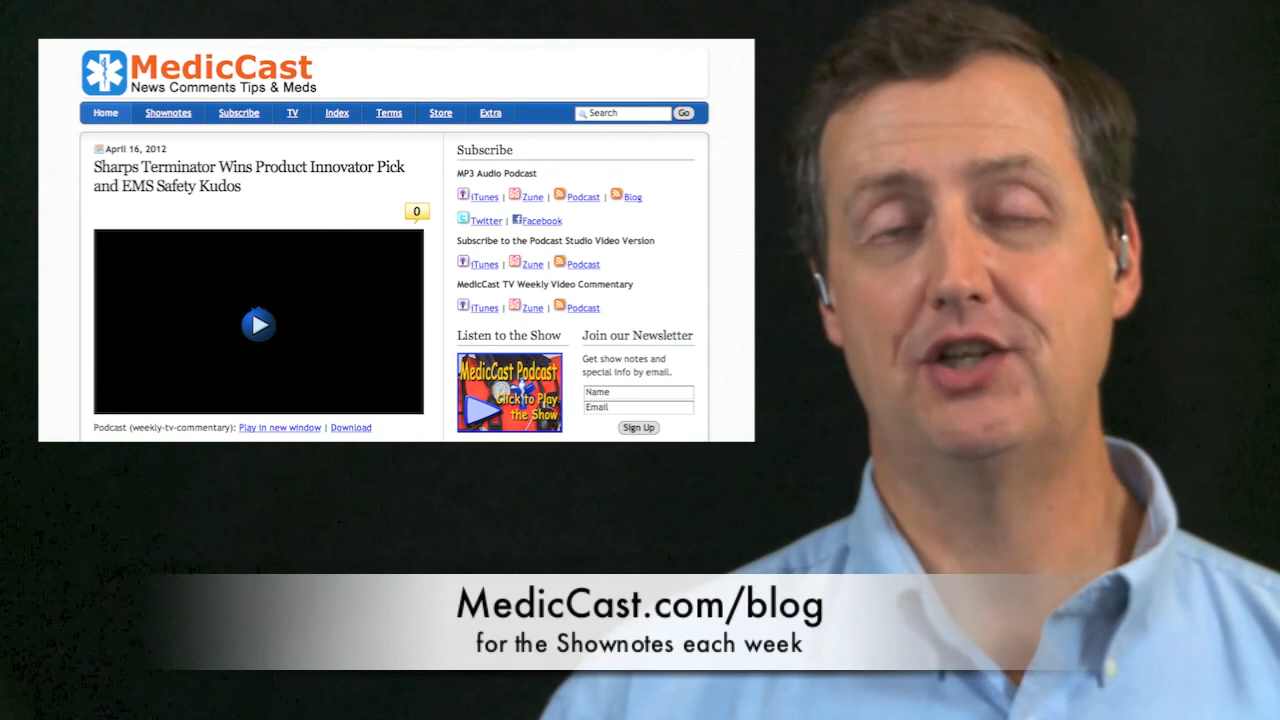 MedicCast
News Comments Tips & Meds
Home Shownotes Subscribe TV Index Terms Store Extra Search Go
April 16, 2012
Sharps Terminator Wins Product Innovator Pick
and EMS Safety Kudos
0
Podcast (weekly-tv-commentary): Play in new window | Download
Subscribe
MP3 Audio Podcast
iTunes | Zune | Podcast | Blog
Twitter | Facebook
Subscribe to the Podcast Studio Video Version
iTunes | Zune | Podcast
MedicCast TV Weekly Video Commentary
iTunes | Zune | Podcast
Listen to the Show
MedicCast Podcast
Click to Play
the Show
Join our Newsletter
Get show notes and
special info by email.
Name
Email
Sign Up
MedicCast.com/blog
for the Shownotes each week